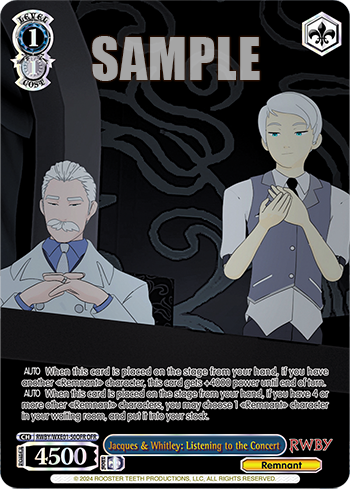 LEVEL
1
1
COST
SAMPLE
AUTO When this card is placed on the stage from your hand, if you have
another «Remnant» character, this card gets +4000 power until end of turn.
AUTO When this card is placed on the stage from your hand, if you have 4 or
more other «Remnant» characters, you may choose 1 «Remnant» character
in your waiting room, and put it into your stock.
CH
Jacques & Whitley: Listening to the Concert
RWBY
POWER
4500
Remnant
© 2024 ROOSTER TEETH PRODUCTIONS, LLC, ALL RIGHTS RESERVED.